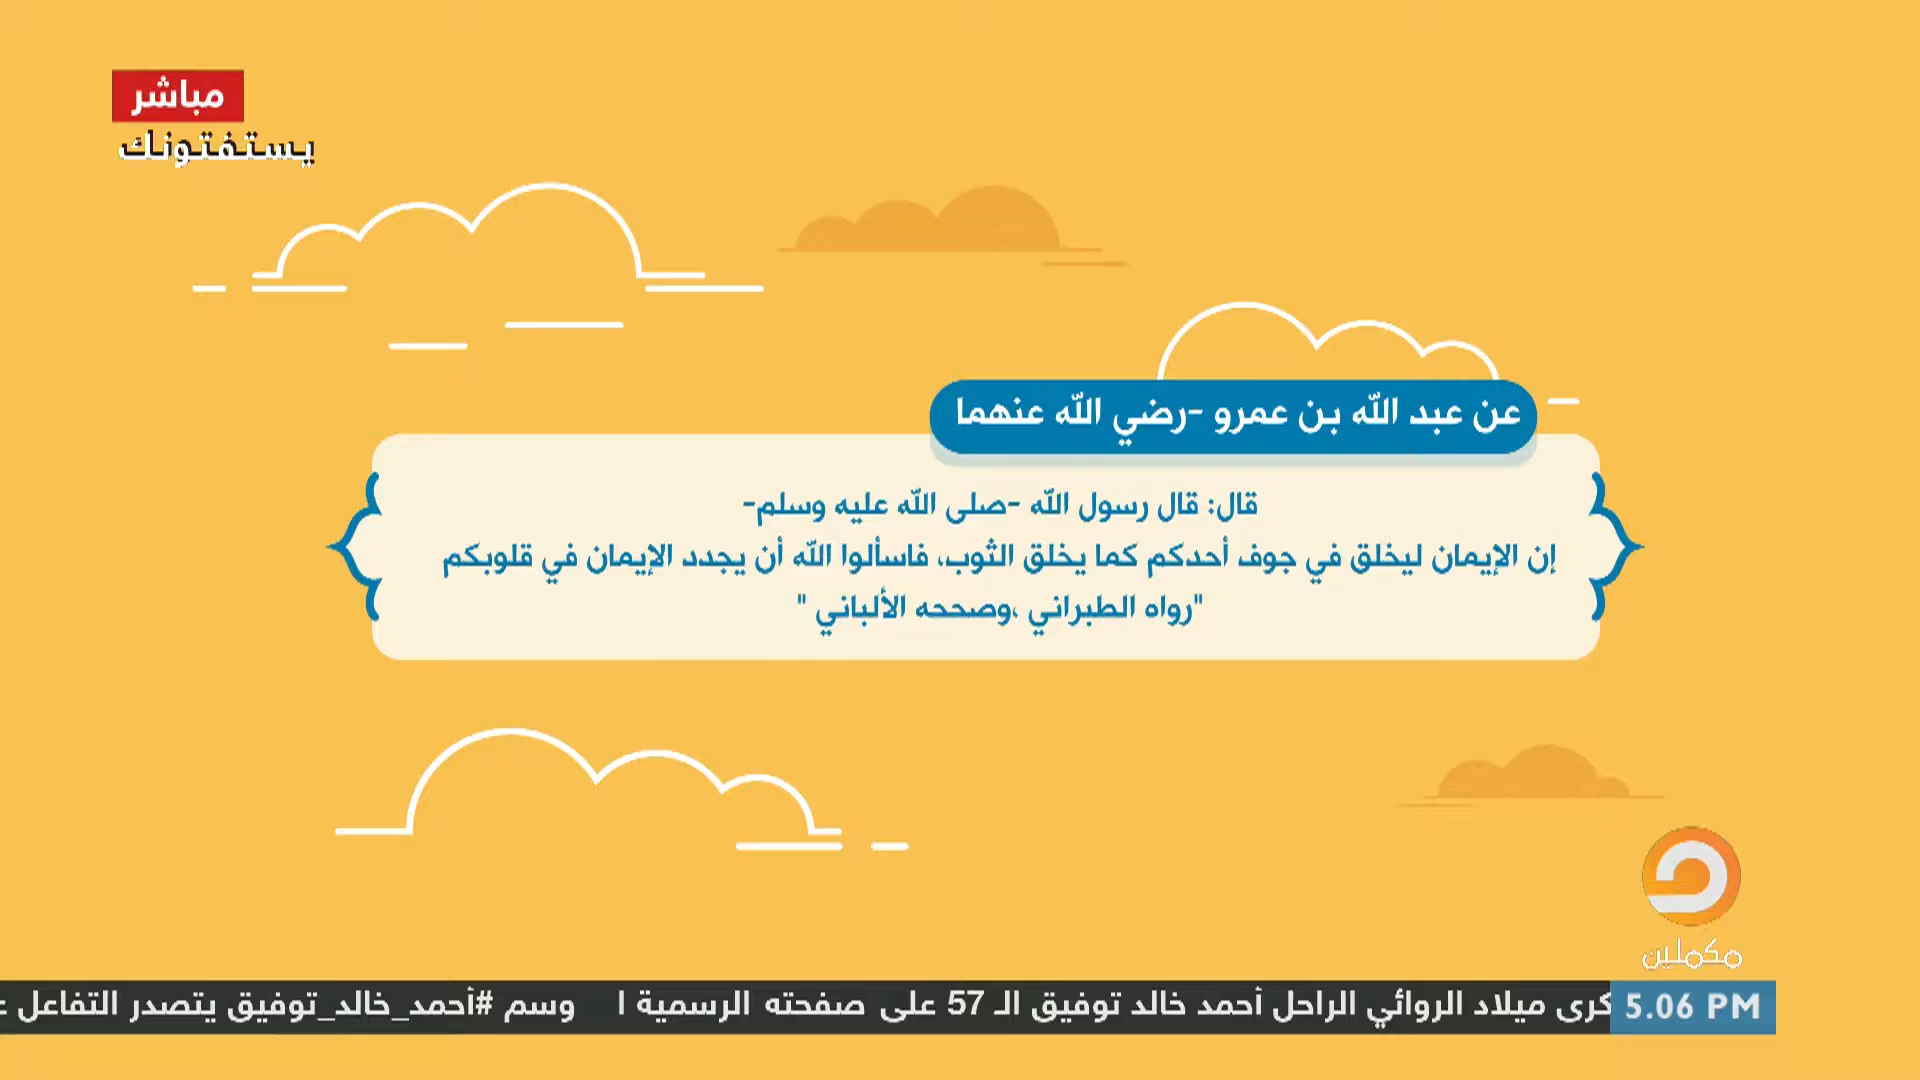 مباشر
يستفتونك
عن عبد الله بن عمرو -رضي الله عنهما
قال: قال رسول الله -صلى الله عليه وسلم-
إن الإيمان ليخلق في جوف أحدكم كما يخلق الثوب، فاسألوا الله أن يجدد الإيمان في قلوبكم
"رواه الطبراني ،وصححه الألباني "
مكملين
كرى ميلاد الروائي الراحل أحمد خالد توفيق الـ 57 على صفحته الرسمية ا وسم #أحمد_خالد_توفيق يتصدر التفاعل
5.06 PM